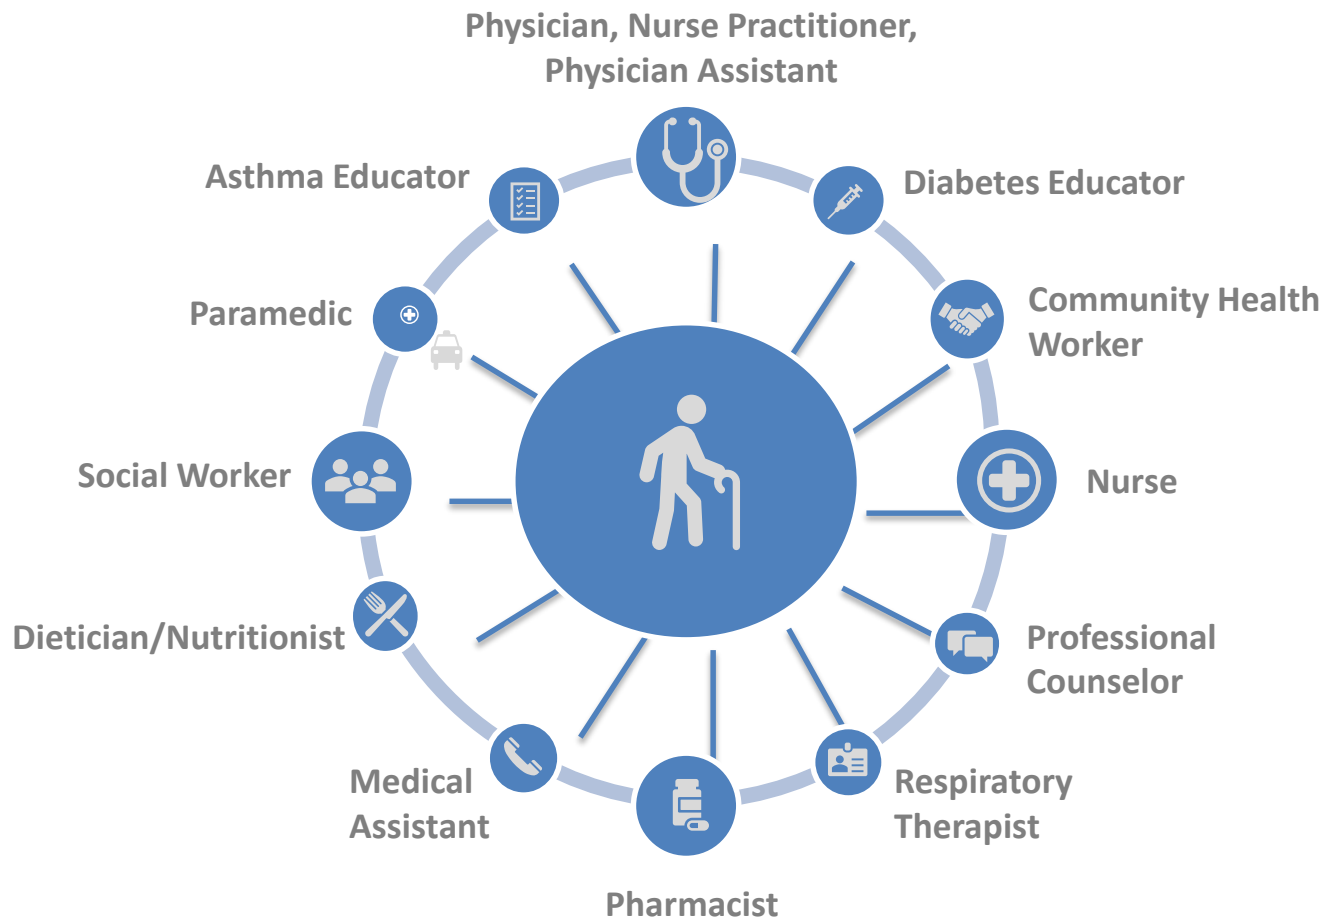 Physician, Nurse Practitioner,
Physician Assistant
Asthma Educator
Diabetes Educator
Paramedic
Community Health
Worker
Social Worker
Nurse
Dietician/Nutritionist
Professional
Counselor
Medical
Assistant
Respiratory
Therapist
Pharmacist